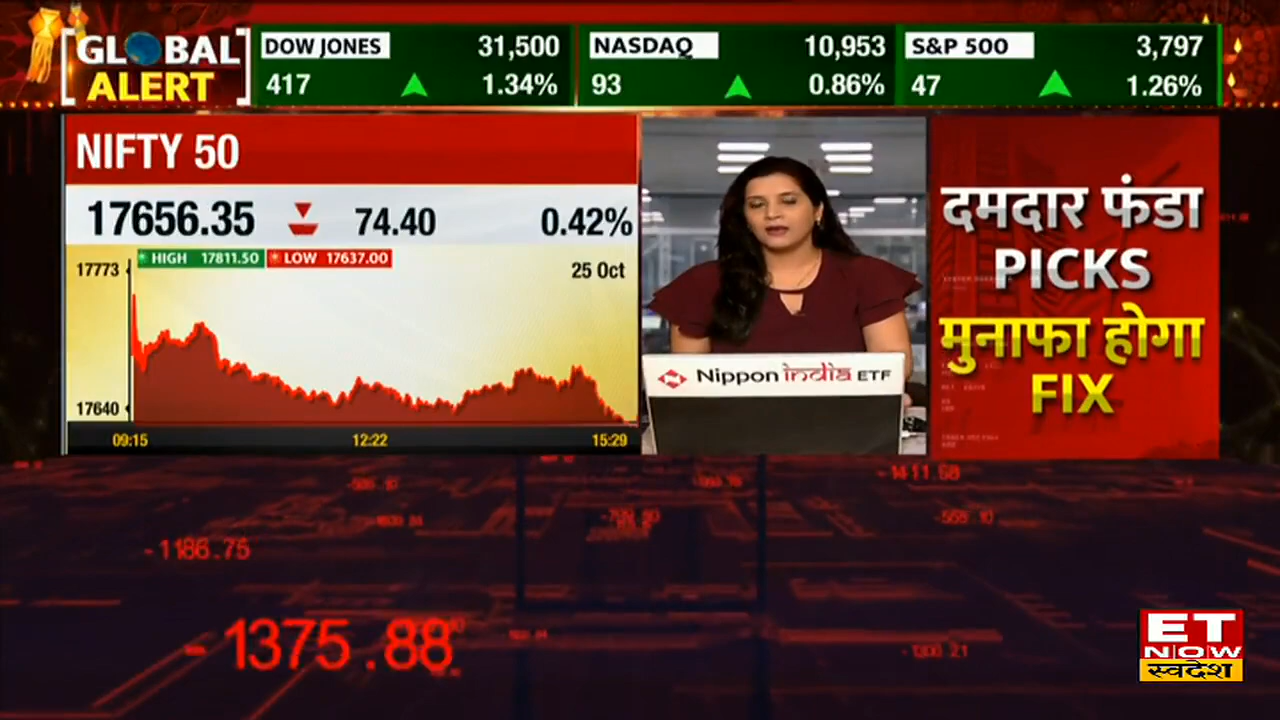 GLOBAL
ALERT
DOW JONES 31,500
417 1.34%
NASDAQ 10,953
93 0.86%
S&P 500 3,797
47 1.26%
NIFTY 50
17656.35 74.40 0.42%
HIGH 17811.50 LOW 17637.00
25 Oct
17773
17640
09:15 12:22 15:29
Nippon india ETF
दमदार फंडा
PICKS
मुनाफा होगा
FIX
-1411.58
-1186.75
-1375.88
ET
NOW
स्वदेश